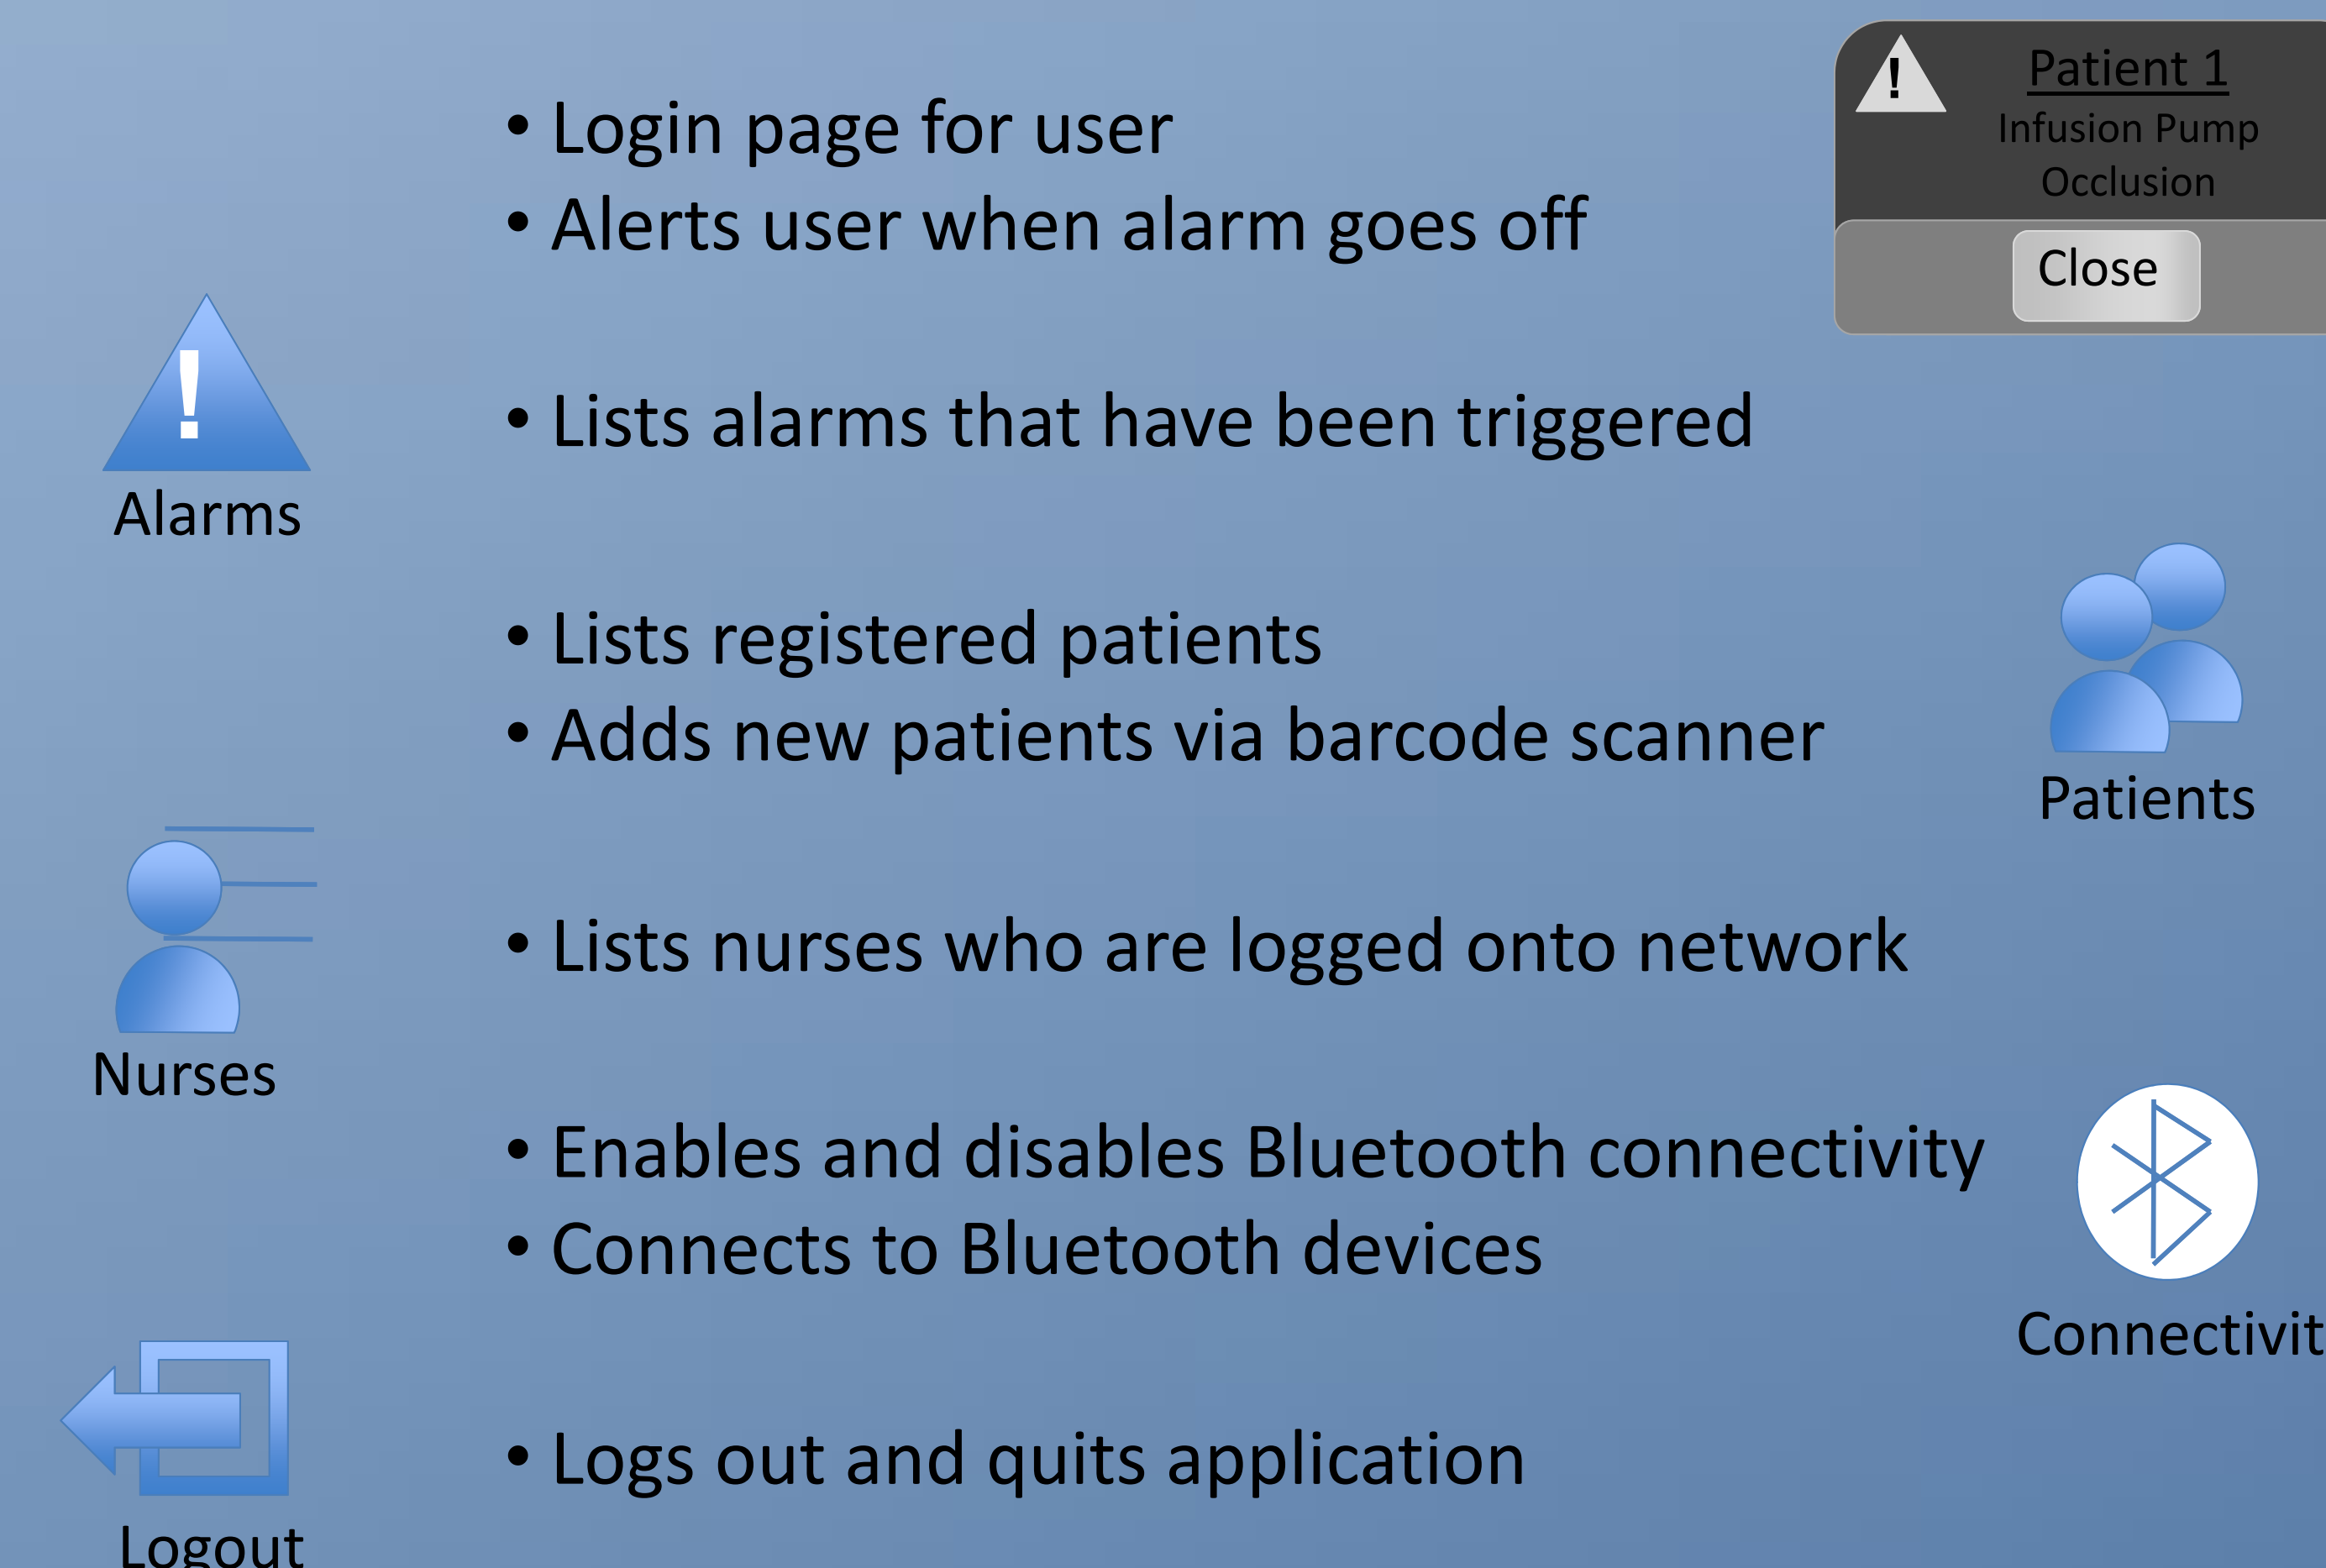 Patient 1
Infusion Pump
Occlusion
Close
• Login page for user
• Alerts user when alarm goes off
!
!
Alarms
• Lists alarms that have been triggered
• Lists registered patients
• Adds new patients via barcode scanner
Patients
Nurses
• Lists nurses who are logged onto network
• Enables and disables Bluetooth connectivity
• Connects to Bluetooth devices
Connectivit
• Logs out and quits application
Logout